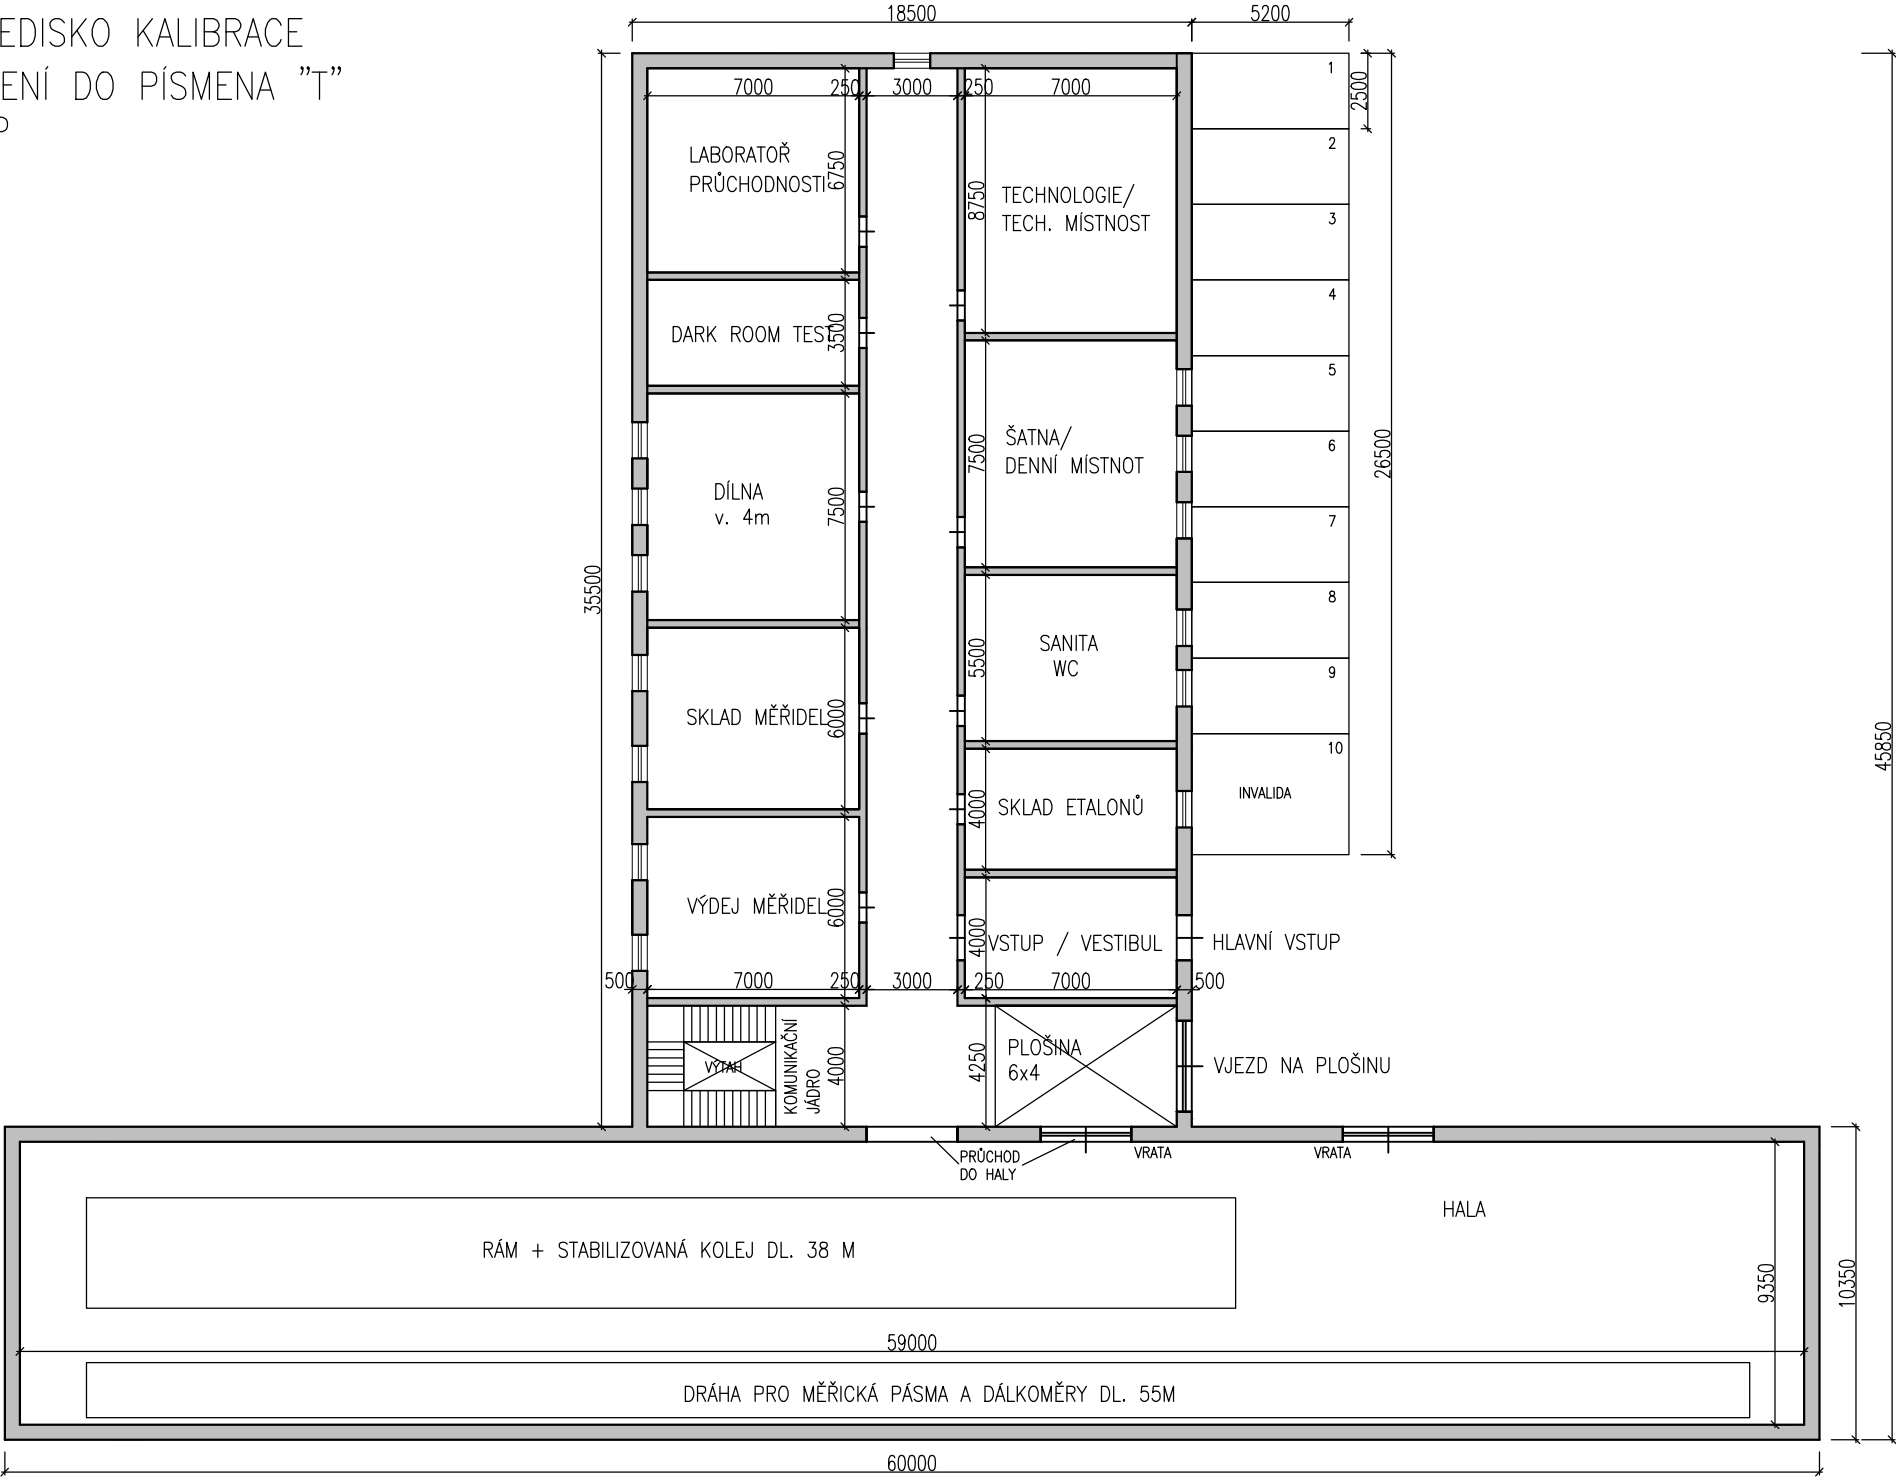 EDISKO KALIBRACE
ENÍ DO PÍSMENA "T"
P
18500
5200
7000
250
3000
250
7000
1
2500
2
LABORATOŘ
PRŮCHODNOSTI
6750
8750
TECHNOLOGIE/
TECH. MÍSTNOST
3
4
DARK ROOM TEST
3500
5
ŠATNA/
DENNÍ MÍSTNOT
7500
6
26500
DÍLNA
v. 4m
7500
7
35500
8
SANITA
WC
5500
9
SKLAD MĚŘIDEL
6000
10
45850
INVALIDA
SKLAD ETALONŮ
4000
VÝDEJ MĚŘIDEL
6000
4000
VSTUP / VESTIBUL
HLAVNÍ VSTUP
500
7000
250
3000
250
7000
500
VÝTAH
KOMUNIKAČNÍ
JÁDRO
4000
4250
PLOŠINA
6x4
VJEZD NA PLOŠINU
PRŮCHOD
DO HALY
VRATA
VRATA
HALA
RÁM + STABILIZOVANÁ KOLEJ DL. 38 M
9350
10350
59000
DRÁHA PRO MĚŘICKÁ PÁSMA A DÁLKOMĚRY DL. 55M
60000